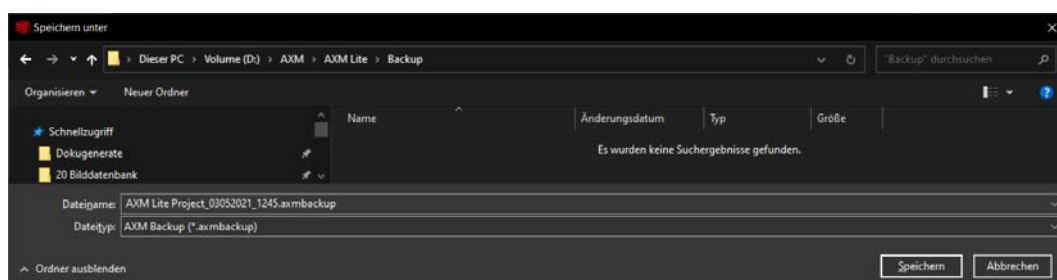 Speichern unter
Dieser PC > Volume (D:) > AXM > AXM Lite > Backup
"Backup" durchsuchen
Organisieren
Neuer Ordner
Schnellzugriff
Dokugenerate
20 Bilddatenbank
Name
Änderungsdatum
Typ
Größe
Es wurden keine Suchergebnisse gefunden.
Dateiname: AXM Lite Project_03052021_1245.axmbackup
Dateityp: AXM Backup (*.axmbackup)
Ordner ausblenden
Speichern
Abbrechen